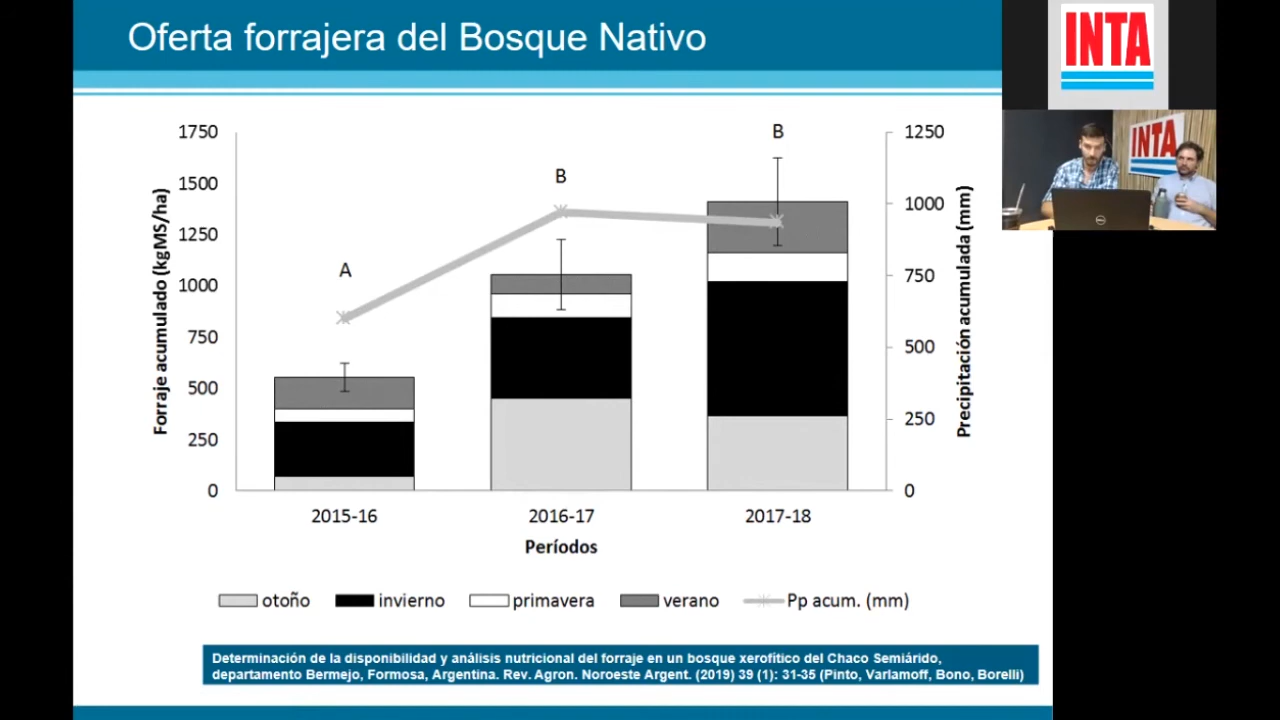 Oferta forrajera del Bosque Nativo
INTA
INTA
1750
1500
1250
1000
750
500
250
0
Forraje acumulado (kgMS/ha)
A
B
B
1250
1000
750
500
250
0
Precipitación acumulada (mm)
2015-16
2016-17
2017-18
Períodos
otoño
invierno
primavera
verano
Pp acum. (mm)
Determinación de la disponibilidad y análisis nutricional del forraje en un bosque xerofítico del Chaco Semiárido,
departamento Bermejo, Formosa, Argentina. Rev. Agron. Noroeste Argent. (2019) 39 (1): 31-35 (Pinto, Varlamoff, Bono, Borelli)